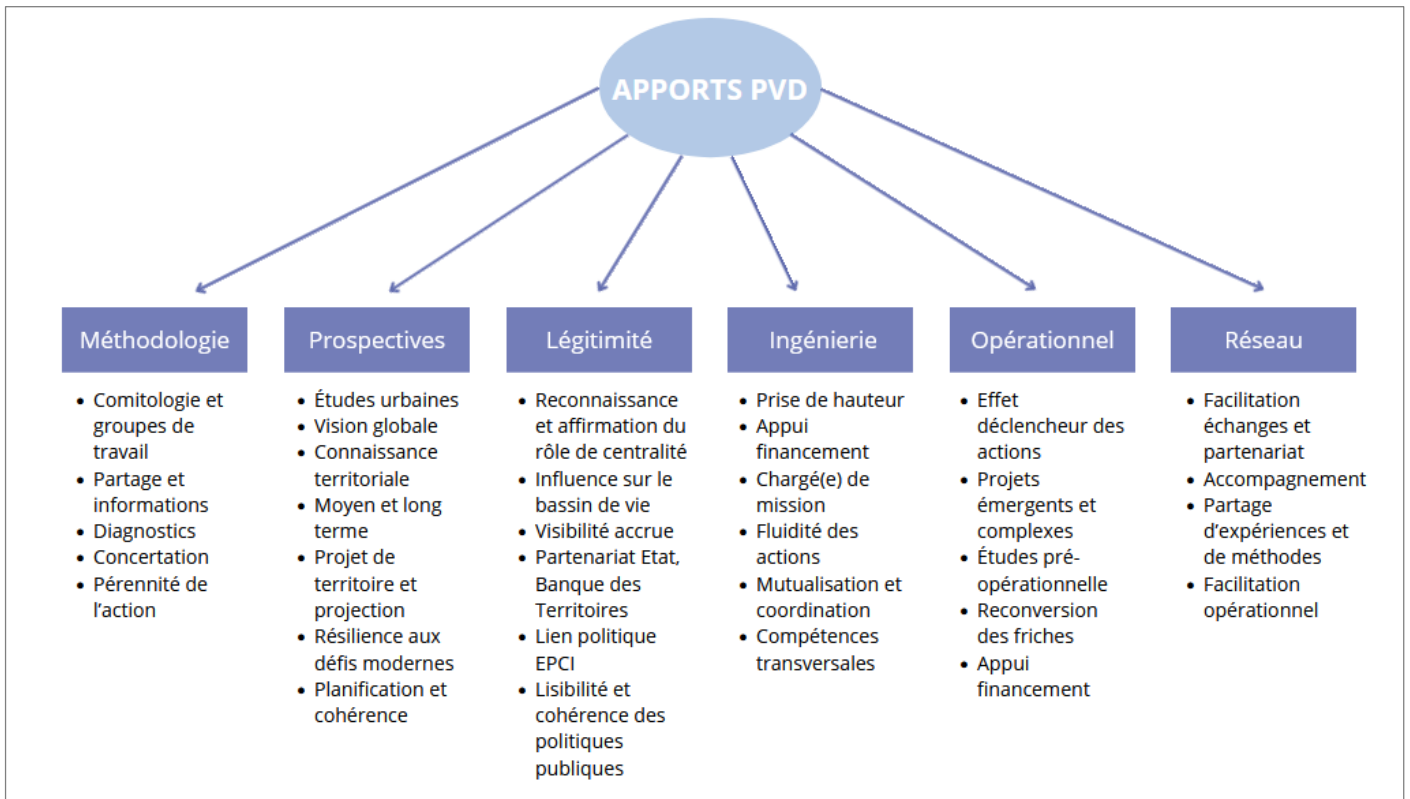 APPORTS PVD
Méthodologie
• Comitologie et
groupes de
travail
• Partage et
informations
• Diagnostics
• Concertation
• Pérennité de
l'action
Prospectives
• Études urbaines
• Vision globale
• Connaissance
territoriale
• Moyen et long
terme
• Projet de
territoire et
projection
• Résilience aux
défis modernes
• Planification et
cohérence
Légitimité
• Reconnaissance
et affirmation du
rôle de centralité
• Influence sur le
bassin de vie
• Visibilité accrue
• Partenariat Etat,
Banque des
Territoires
• Lien politique
EPCI
• Lisibilité et
cohérence des
politiques
publiques
Ingénierie
• Prise de hauteur
• Appui
financement
• Chargé(e) de
mission
• Fluidité des
actions
• Mutualisation et
coordination
• Compétences
transversales
Opérationnel
• Effet
déclencheur des
actions
• Projets
émergents et
complexes
• Études pré-
opérationnelle
• Reconversion
des friches
• Appui
financement
Réseau
• Facilitation
échanges et
partenariat
• Accompagnement
• Partage
d'expériences et
de méthodes
• Facilitation
opérationnel